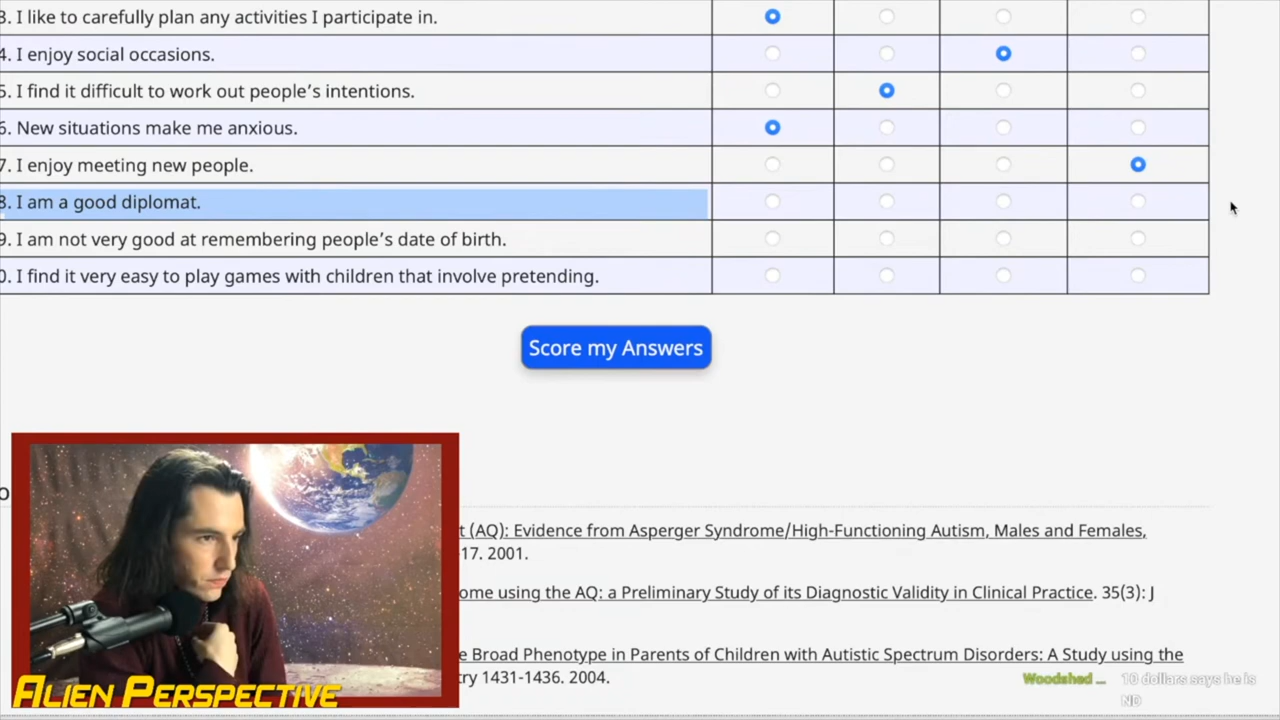 3. I like to carefully plan any activities I participate in.
4. I enjoy social occasions.
5. I find it difficult to work out people's intentions.
6. New situations make me anxious.
7. I enjoy meeting new people.
8. I am a good diplomat.
9. I am not very good at remembering people's date of birth.
0. I find it very easy to play games with children that involve pretending.
Score my Answers
t (AQ): Evidence from Asperger Syndrome/High-Functioning Autism, Males and Females,
17. 2001.
ome using the AQ: a Preliminary Study of its Diagnostic Validity in Clinical Practice. 35(3): J
e Broad Phenotype in Parents of Children with Autistic Spectrum Disorders: A Study using the
try 1431-1436. 2004.
Woodshed ... 10 dollars says he is
ND
ALIEN PERSPECTIVE